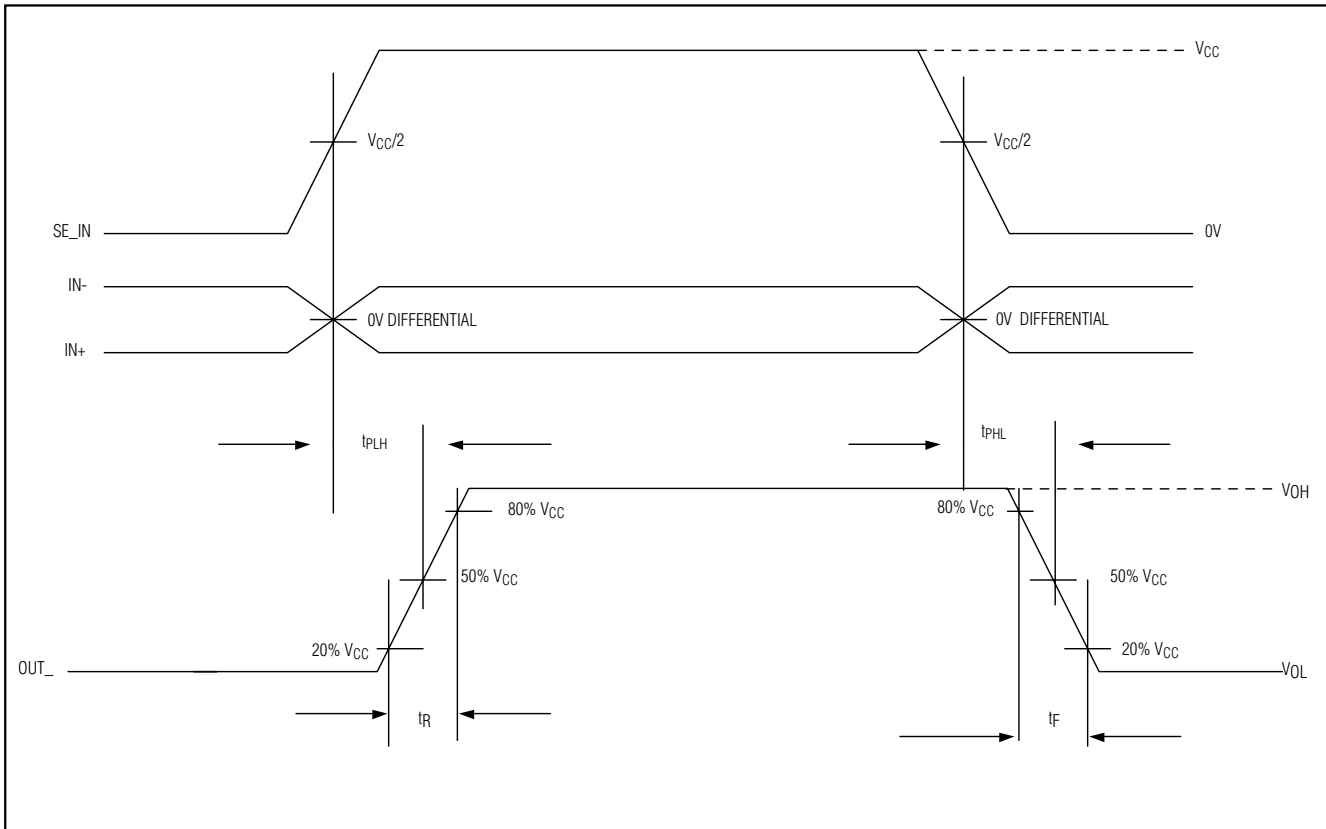 VCC
VCC/2
VCC/2
SE_IN
0V
IN-
0V DIFFERENTIAL
0V DIFFERENTIAL
IN+
tPLH
tPHL
VOH
80% VCC
80% VCC
50% VCC
50% VCC
20% VCC
20% VCC
OUT_
VOL
tR
tF